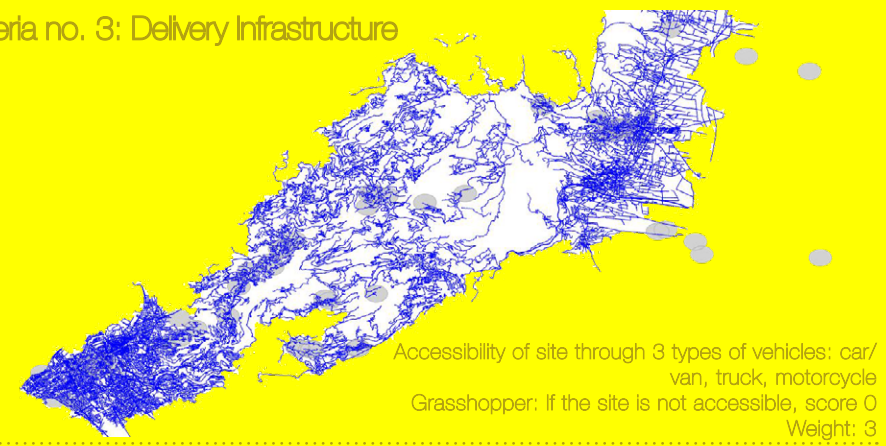 eria no. 3: Delivery Infrastructure
Accessibility of site through 3 types of vehicles: car/
van, truck, motorcycle
Grasshopper: If the site is not accessible, score 0
Weight: 3